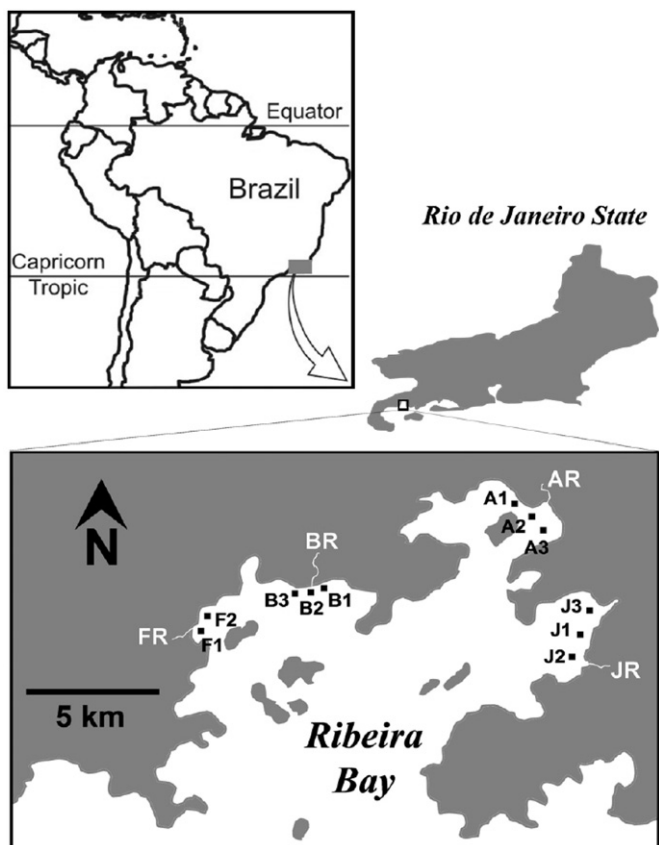 Equator
Brazil
Capricorn
Tropic
Rio de Janeiro State
N
AR
A1
A2
A3
BR
B3
B2
B1
F2
FR
F1
J3
J1
J2
JR
5 km
Ribeira
Bay